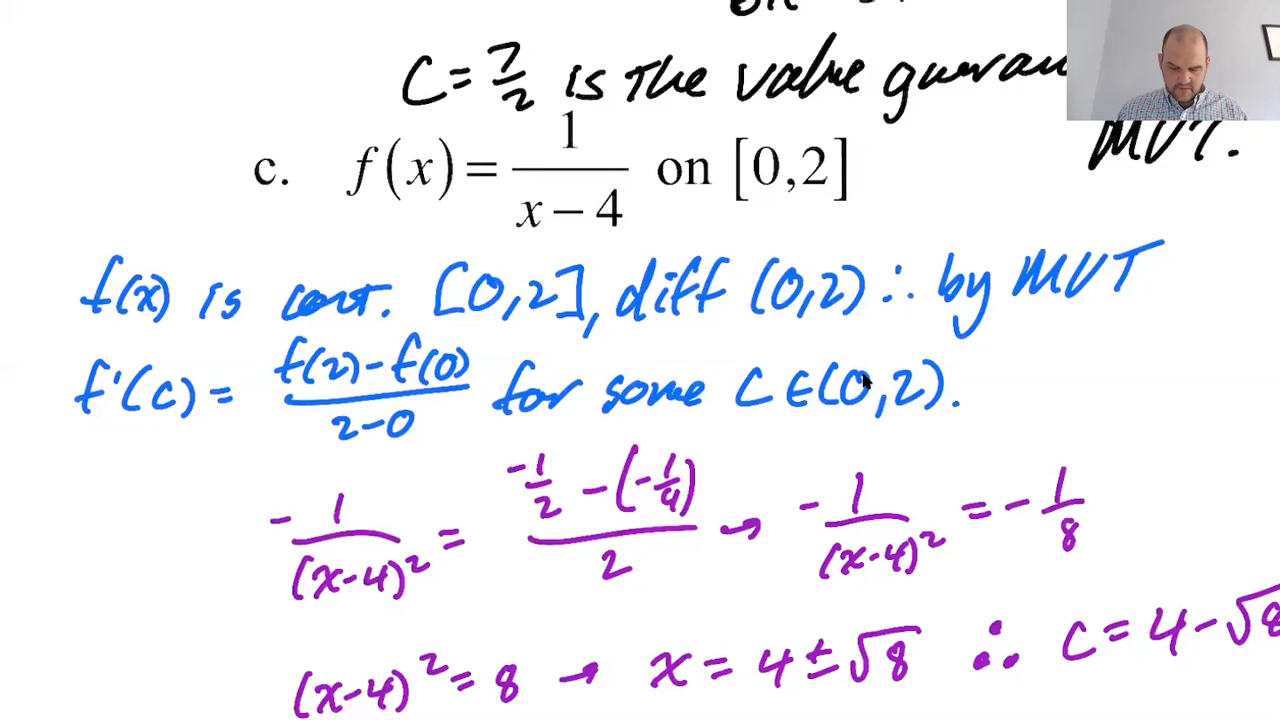 C = 7/2 is the value
MVT.
c. f(x) = 1/(x − 4) on [0,2]
f(x) is cont. [0,2], diff (0,2) ∴ by MVT
f'(c) = (f(2) − f(0))/(2−0) for some C ∈ (0,2).
−1/(x−4)² = (−1/2 − (−1/4))/2 → −1/(x−4)² = −1/8
(x−4)² = 8 → x = 4 ± √8 ∴ C = 4 − √8